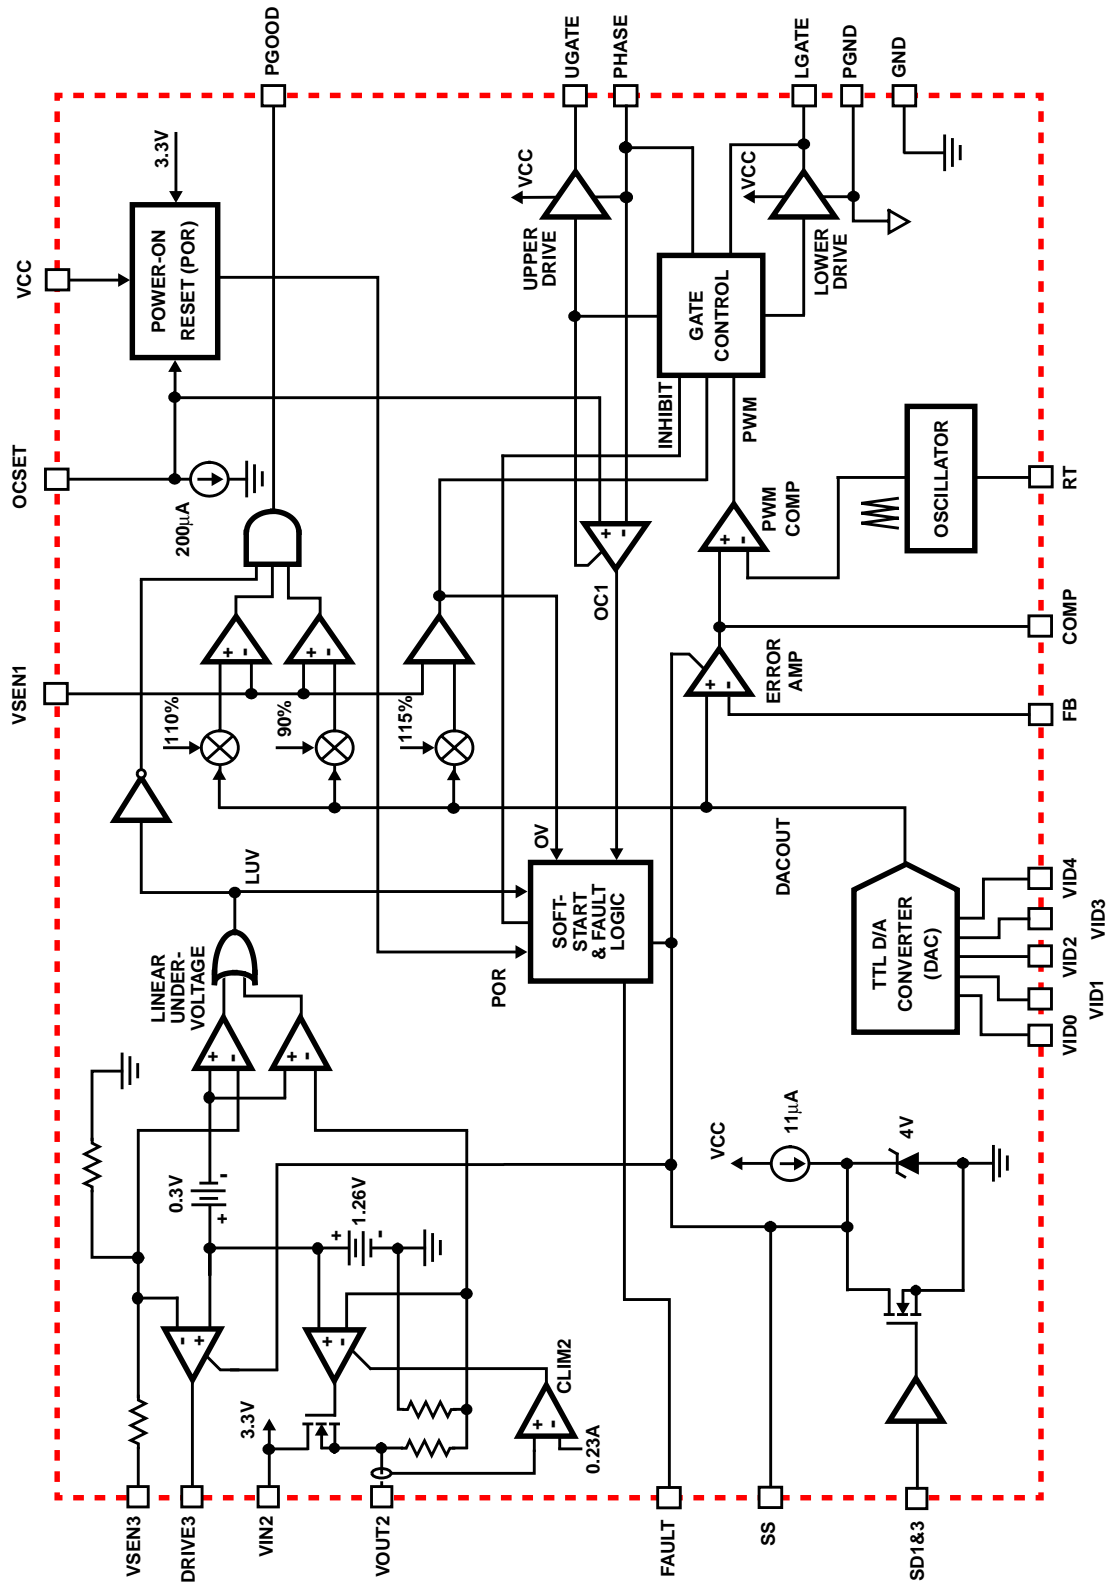 VSEN1
OCSET
VCC
VSEN3
DRIVE3
LINEAR
UNDER-
VOLTAGE
LUV
110%
200µA
POWER-ON
RESET (POR)
3.3V
0.3V
90%
PGOOD
VIN2
3.3V
1.26V
115%
VOUT2
+
-
+
-
+
-
+
-
+
-
+
-
+
-
+
-
CLIM2
+
-
0.23A
POR
OV
SOFT-
START
& FAULT
LOGIC
OC1
+
-
UPPER
DRIVE
VCC
UGATE
PHASE
INHIBIT
GATE
CONTROL
PWM
FAULT
VCC
11µA
4V
DACOUT
ERROR
AMP
+
-
PWM
COMP
+
-
LOWER
DRIVE
VCC
LGATE
PGND
GND
SS
TTL D/A
CONVERTER
(DAC)
OSCILLATOR
SD1&3
VID0
VID1
VID2
VID3
VID4
FB
COMP
RT